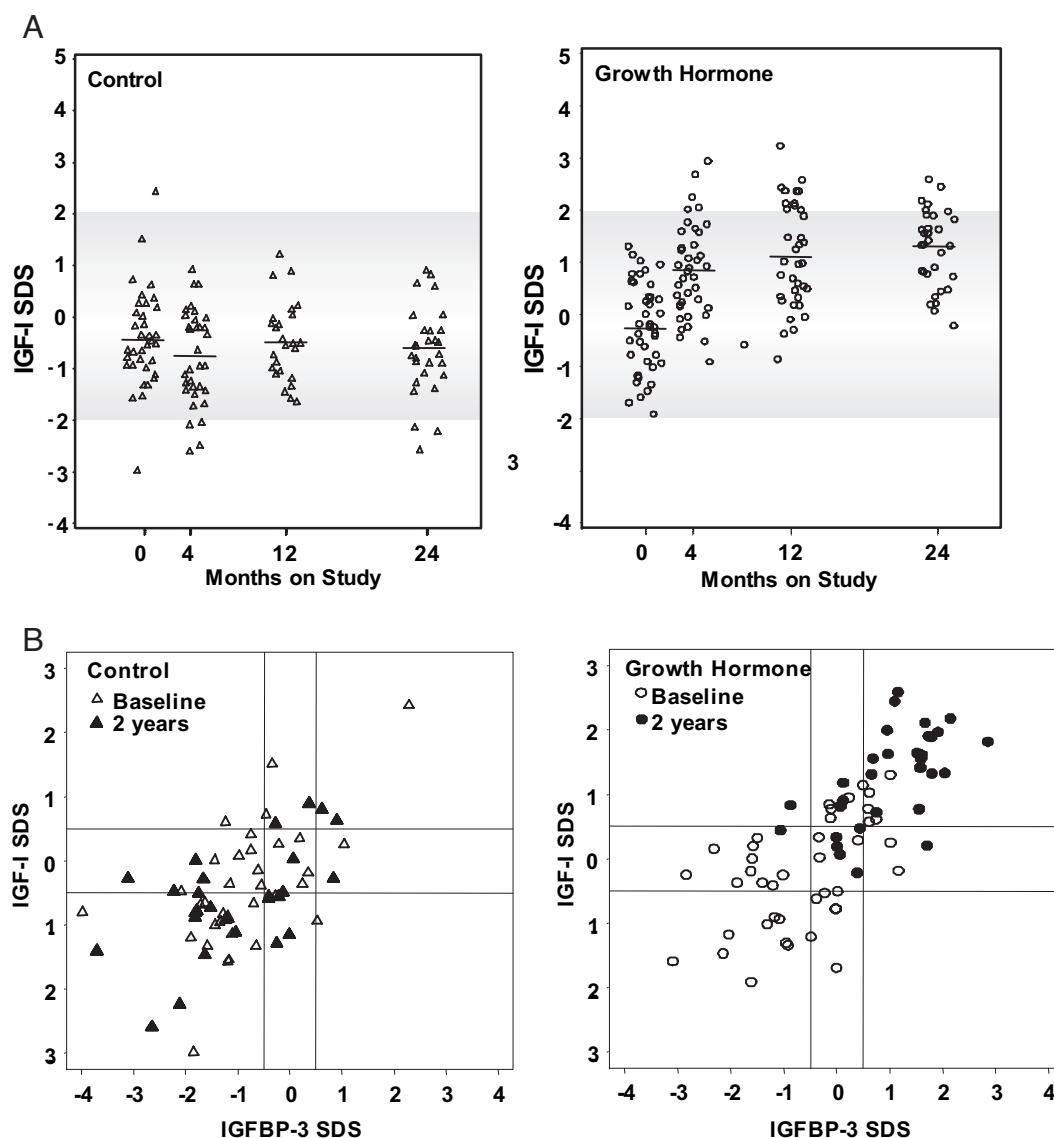 A
Control
5
4
3
2
1
0
-1
-2
-3
-4
IGF-I SDS
0 4 12 24
Months on Study
3
Growth Hormone
5
4
3
2
1
0
-1
-2
-4
IGF-I SDS
0 4 12 24
Months on Study
B
Control
Baseline
2 years
3
2
1
0
1
2
3
IGF-I SDS
-4 -3 -2 -1 0 1 2 3 4
IGFBP-3 SDS
Growth Hormone
Baseline
2 years
3
2
1
0
1
2
3
IGF-I SDS
-4 -3 -2 -1 0 1 2 3 4
IGFBP-3 SDS